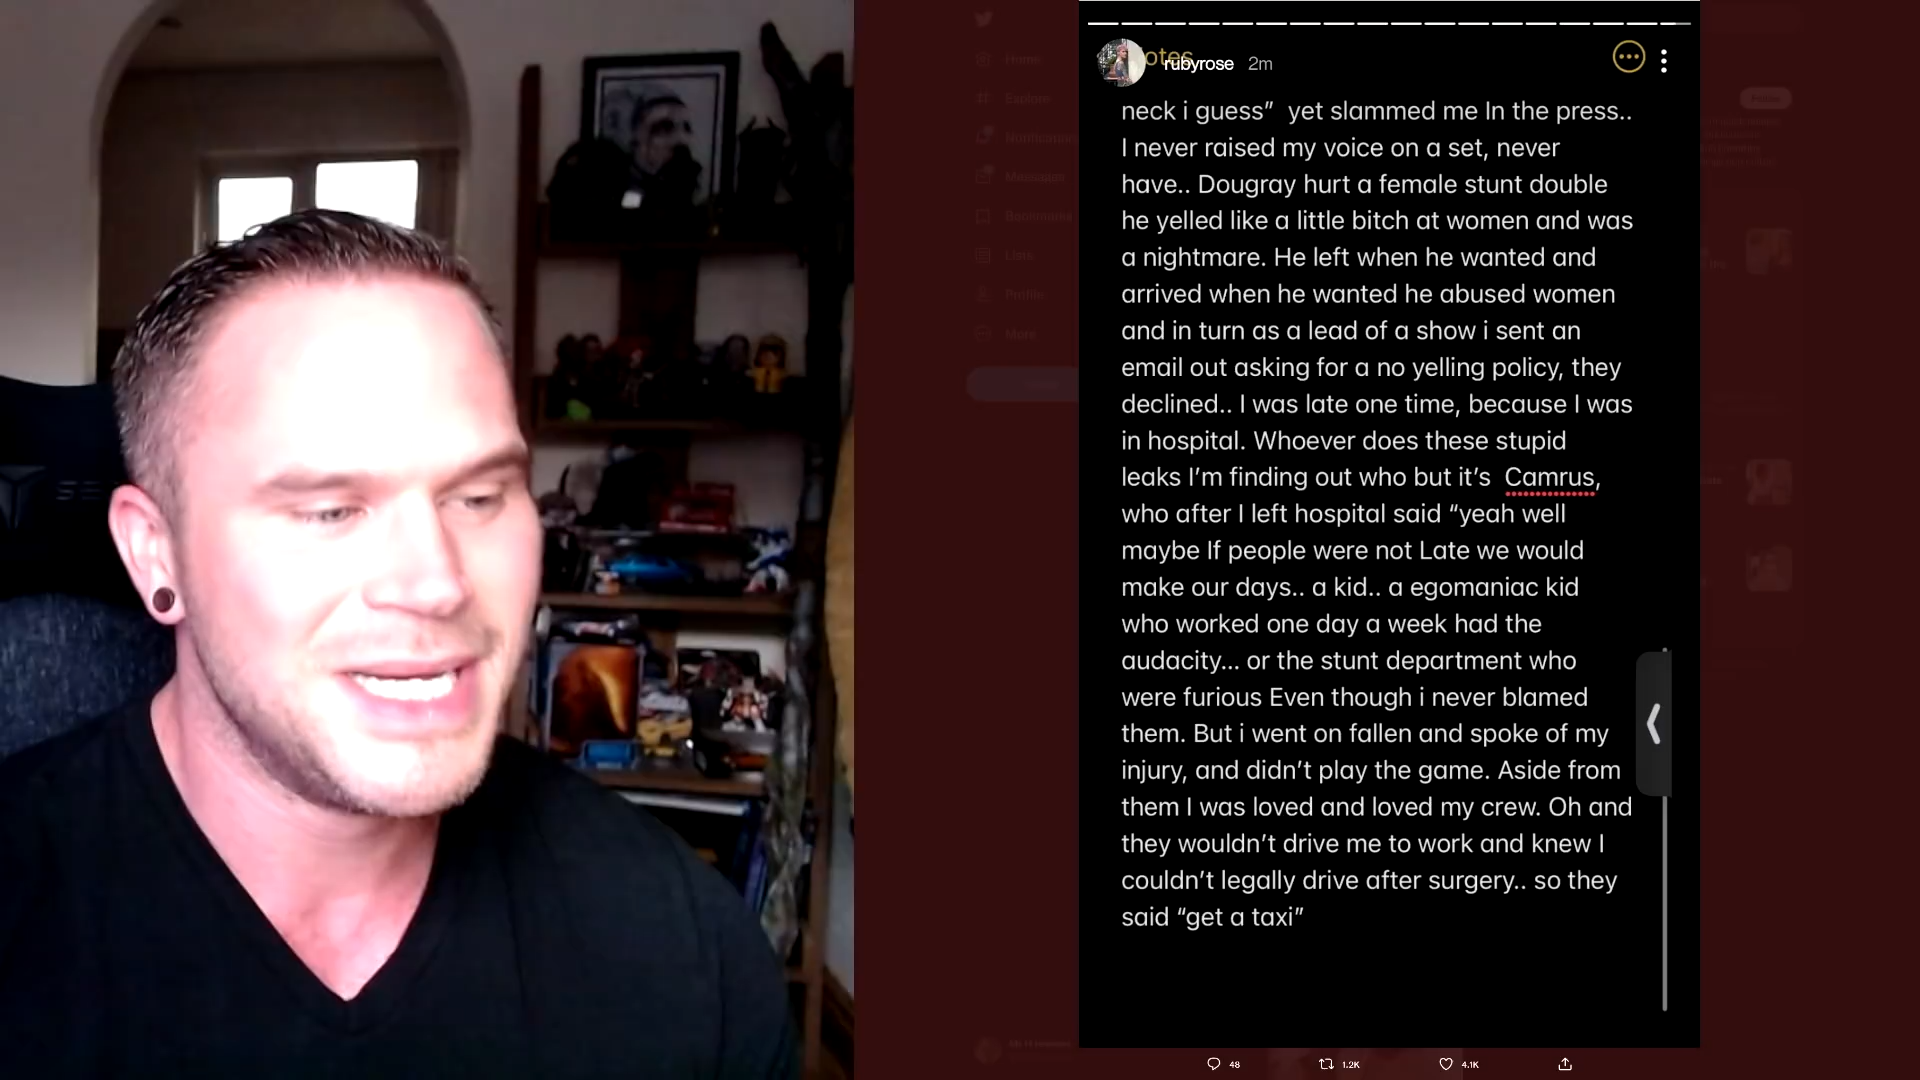 Home
Explore
Messages
Bookmarks
Lists
Profile
More
otes
rubyrose 2m
neck i guess”  yet slammed me In the press..
I never raised my voice on a set, never
have.. Dougray hurt a female stunt double
he yelled like a little bitch at women and was
a nightmare. He left when he wanted and
arrived when he wanted he abused women
and in turn as a lead of a show i sent an
email out asking for a no yelling policy, they
declined.. I was late one time, because I was
in hospital. Whoever does these stupid
leaks I’m finding out who but it’s  Camrus,
who after I left hospital said “yeah well
maybe If people were not Late we would
make our days.. a kid.. a egomaniac kid
who worked one day a week had the
audacity... or the stunt department who
were furious Even though i never blamed
them. But i went on fallen and spoke of my
injury, and didn’t play the game. Aside from
them I was loved and loved my crew. Oh and
they wouldn’t drive me to work and knew I
couldn’t legally drive after surgery.. so they
said “get a taxi”
48 1.2K 4.1K